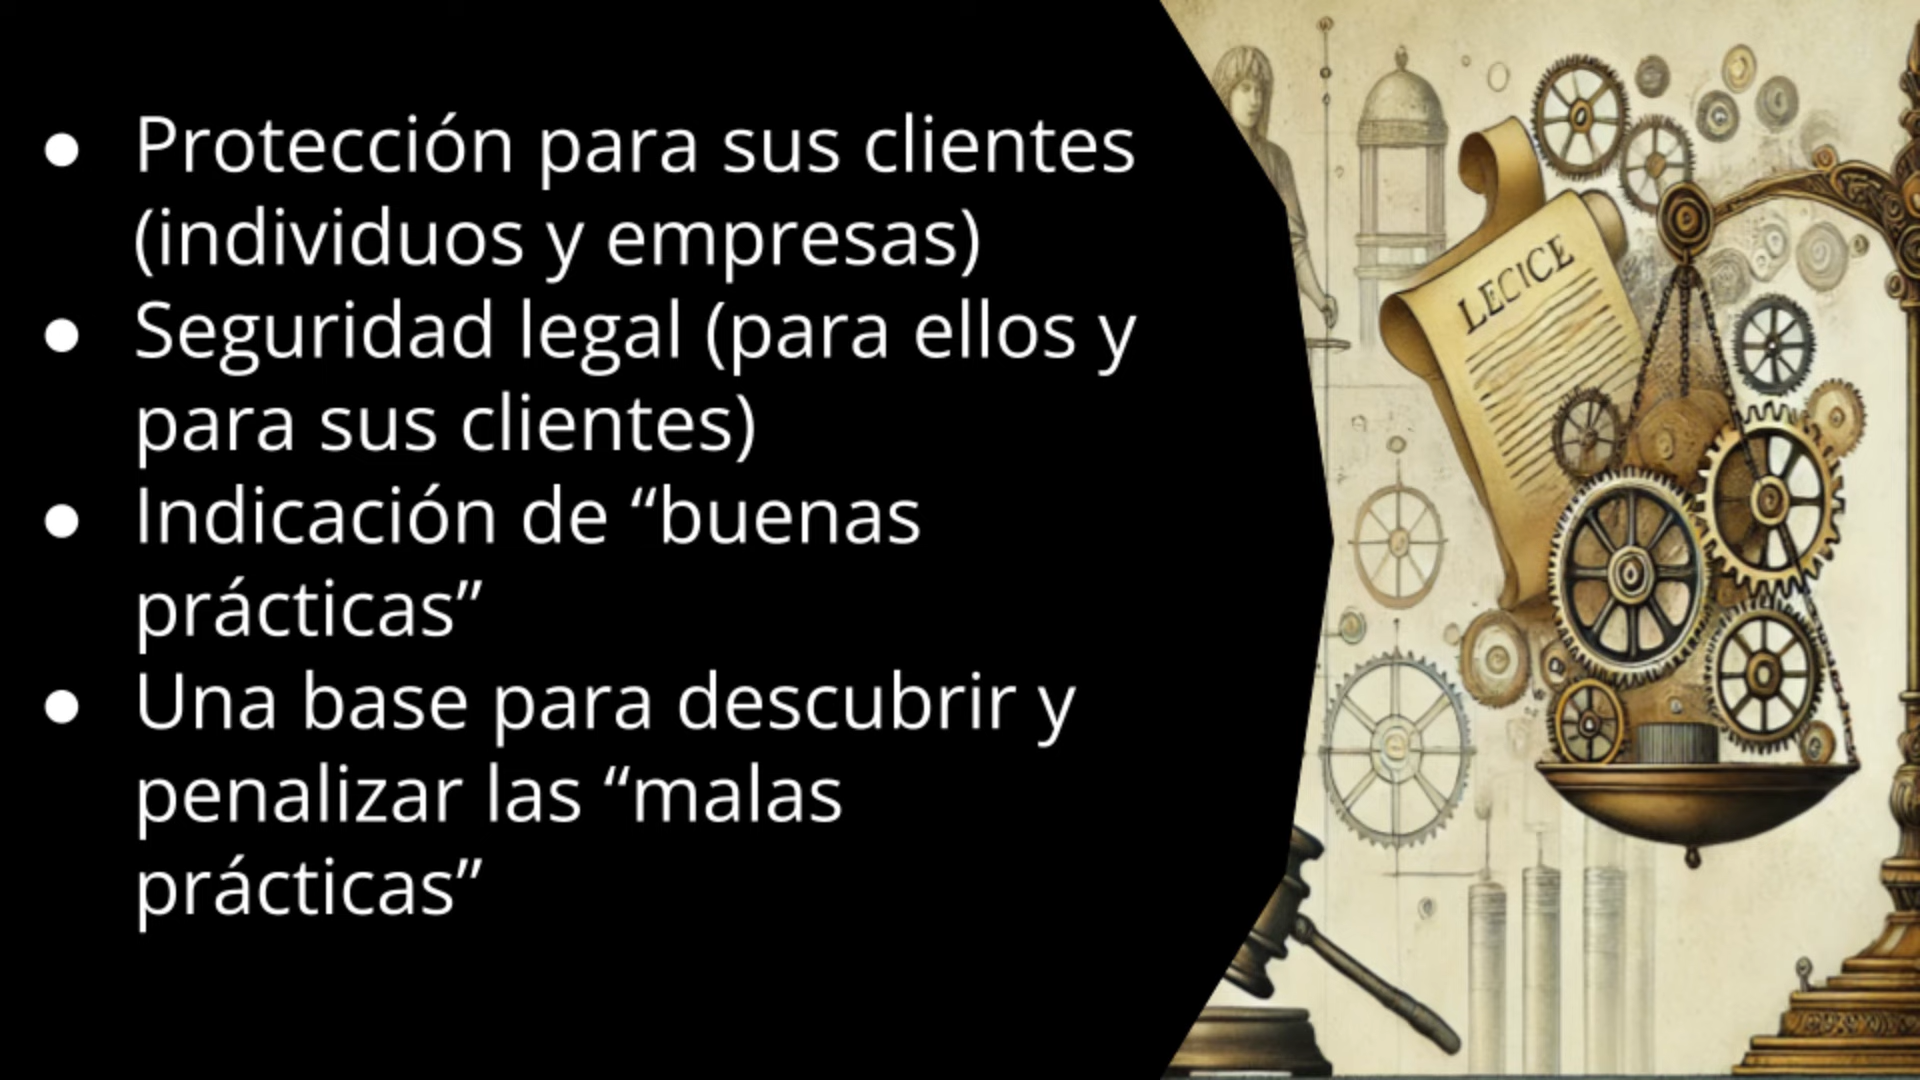 ● Protección para sus clientes
(individuos y empresas)
● Seguridad legal (para ellos y
para sus clientes)
● Indicación de “buenas
prácticas”
● Una base para descubrir y
penalizar las “malas
prácticas”
LECICE